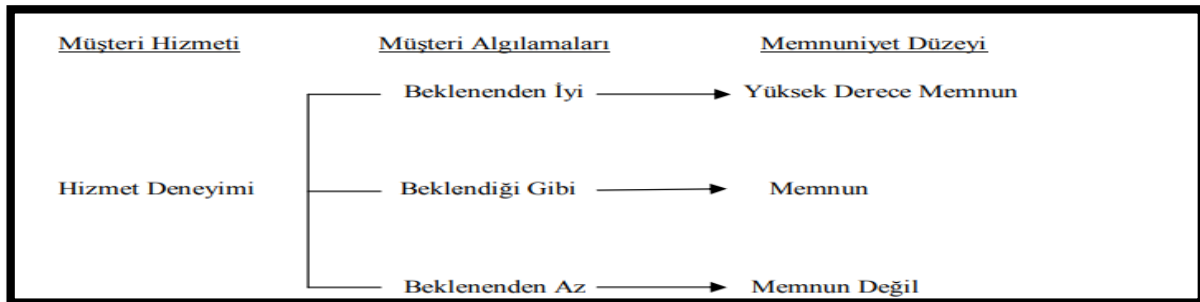 Müşteri Hizmeti Müşteri Algılamaları Memnuniyet Düzeyi
Beklenenden İyi Yüksek Derece Memnun
Hizmet Deneyimi Beklendiği Gibi Memnun
Beklenenden Az Memnun Değil